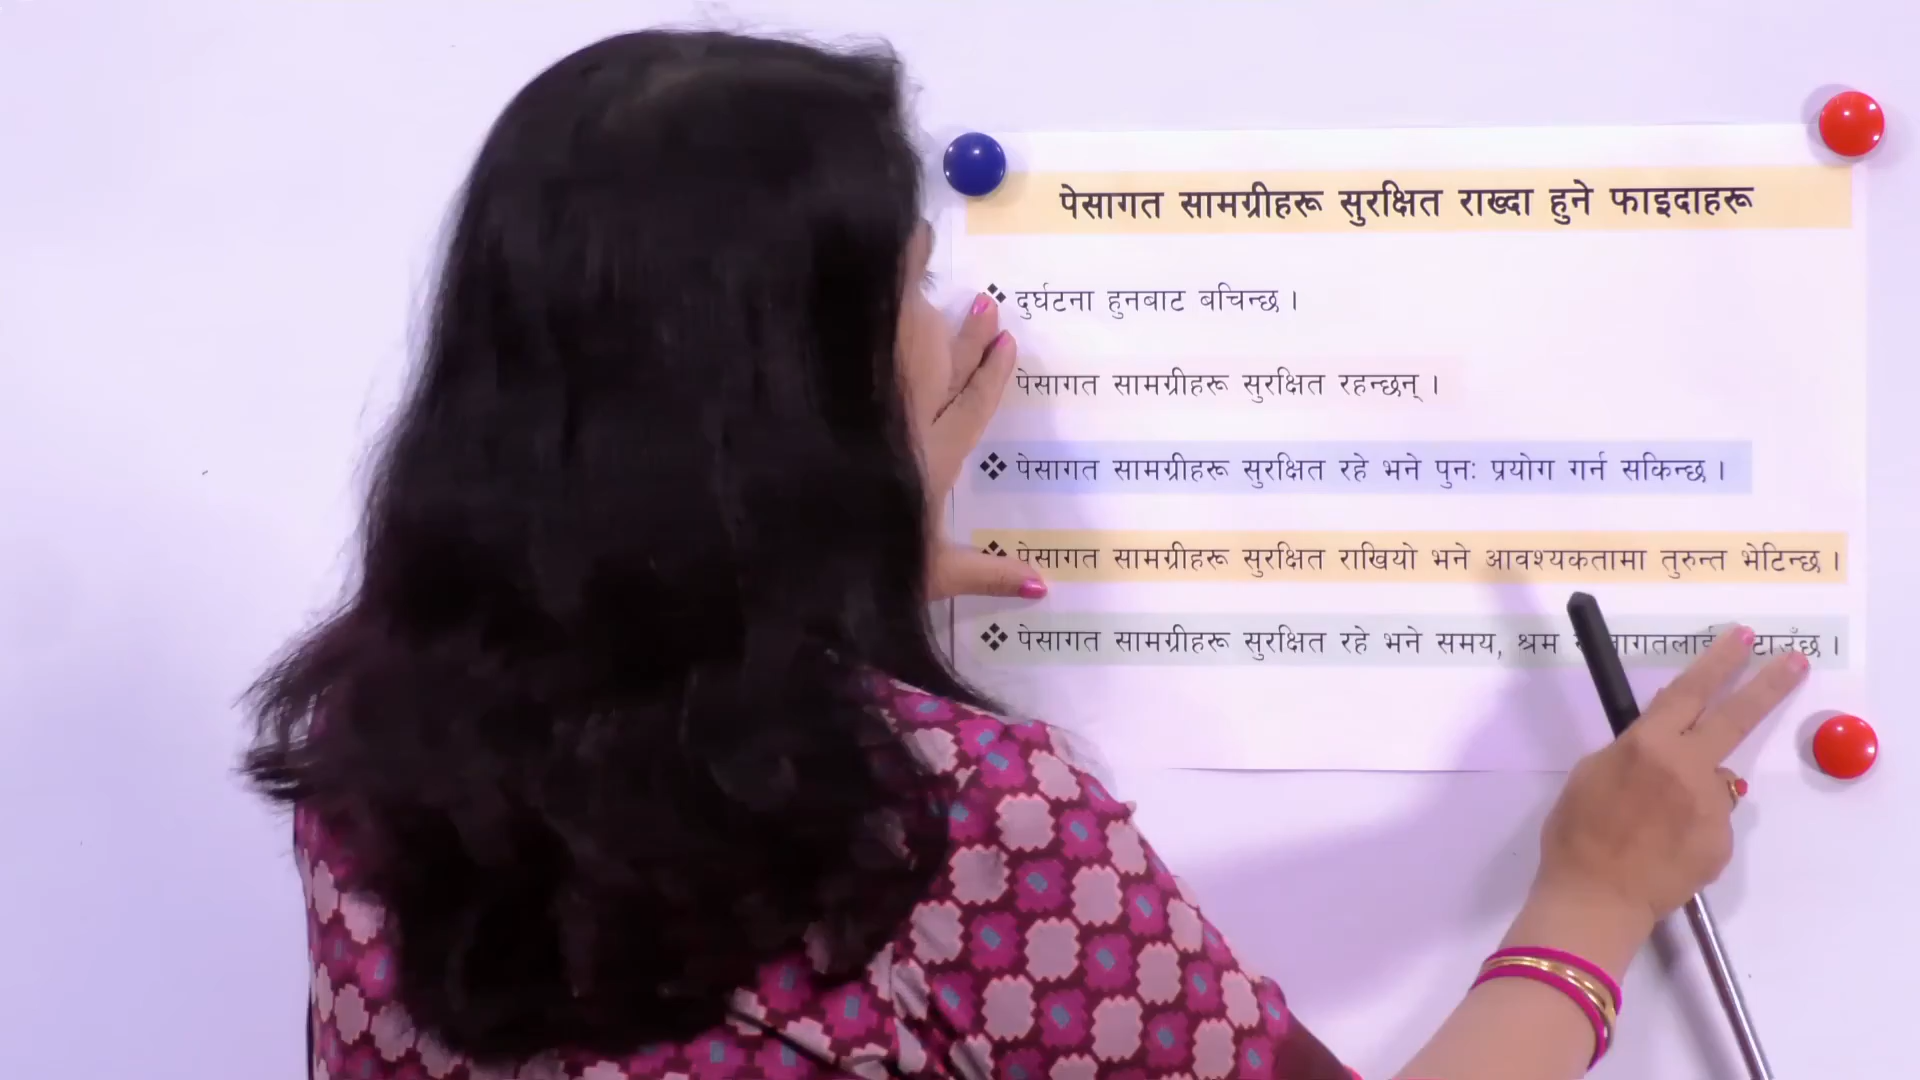 पेसागत सामग्रीहरू सुरक्षित राख्दा हुने फाइदाहरू
दुर्घटना हुनबाट बचिन्छ ।
पेसागत सामग्रीहरू सुरक्षित रहन्छन् ।
पेसागत सामग्रीहरू सुरक्षित रहे भने पुनः प्रयोग गर्न सकिन्छ ।
पेसागत सामग्रीहरू सुरक्षित राखियो भने आवश्यकतामा तुरुन्त भेटिन्छ ।
पेसागत सामग्रीहरू सुरक्षित रहे भने समय, श्रम